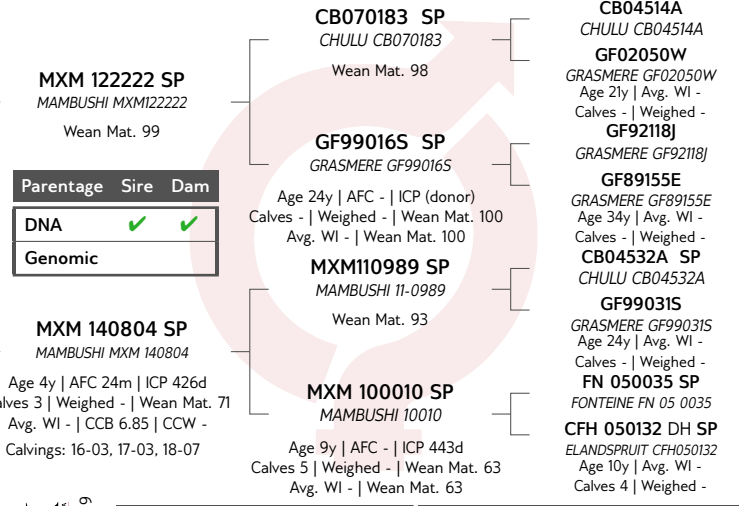 MXM 122222 SP
MAMBUSHI MXM122222
Wean Mat. 99
Parentage Sire Dam
DNA ✔ ✔
Genomic
MXM 140804 SP
MAMBUSHI MXM 140804
Age 4y | AFC 24m | ICP 426d
alves 3 | Weighed - | Wean Mat. 71
Avg. WI - | CCB 6.85 | CCW -
Calvings: 16-03, 17-03, 18-07
CB070183 SP
CHULU CB070183
Wean Mat. 98
GF99016S SP
GRASMERE GF99016S
Age 24y | AFC - | ICP (donor)
Calves - | Weighed - | Wean Mat. 100
Avg. WI - | Wean Mat. 100
MXM110989 SP
MAMBUSHI 11-0989
Wean Mat. 93
MXM 100010 SP
MAMBUSHI 10010
Age 9y | AFC - | ICP 443d
Calves 5 | Weighed - | Wean Mat. 63
Avg. WI - | Wean Mat. 63
CB04514A
CHULU CB04514A
GF02050W
GRASMERE GF02050W
Age 21y | Avg. WI -
Calves - | Weighed -
GF92118J
GRASMERE GF92118J
GF89155E
GRASMERE GF89155E
Age 34y | Avg. WI -
Calves - | Weighed -
CB04532A SP
CHULU CB04532A
GF99031S
GRASMERE GF99031S
Age 24y | Avg. WI -
Calves - | Weighed -
FN 050035 SP
FONTEINE FN 05 0035
CFH 050132 DH SP
ELANDSPRUIT CFH050132
Age 10y | Avg. WI -
Calves 4 | Weighed -